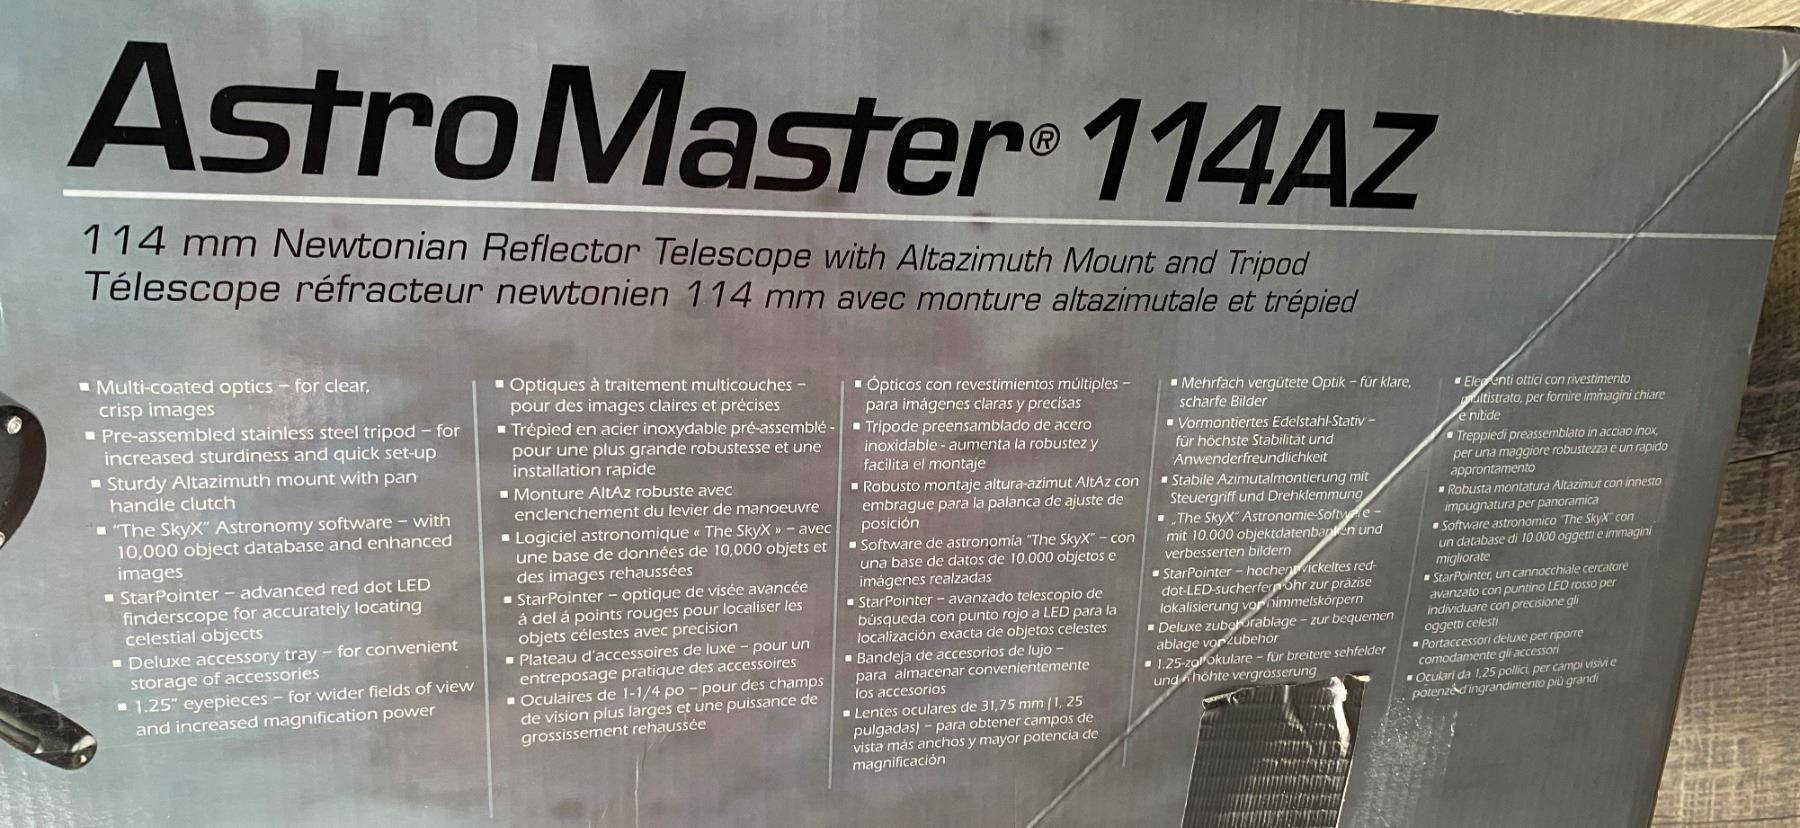 AstroMaster® 114AZ
114 mm Newtonian Reflector Telescope with Altazimuth Mount and Tripod
Télescope réfracteur newtonien 114 mm avec monture altazimutale et trépied
▪ Multi-coated optics – for clear,
crisp images
▪ Pre-assembled stainless steel tripod – for
increased sturdiness and quick set-up
▪ Sturdy Altazimuth mount with pan
handle clutch
▪ "The SkyX" Astronomy software – with
10,000 object database and enhanced
images
▪ StarPointer – advanced red dot LED
finderscope for accurately locating
celestial objects
▪ Deluxe accessory tray – for convenient
storage of accessories
▪ 1.25" eyepieces – for wider fields of view
and increased magnification power
▪ Optiques à traitement multicouches –
pour des images claires et précises
▪ Trépied en acier inoxydable pré-assemblé -
pour une plus grande robustesse et une
installation rapide
▪ Monture AltAz robuste avec
enclenchement du levier de manoeuvre
▪ Logiciel astronomique « The SkyX » – avec
une base de données de 10,000 objets et
des images rehaussées
▪ StarPointer – optique de visée avancée
á del á points rouges pour localiser les
objets célestes avec precision
▪ Plateau d'accessoires de luxe – pour un
entreposage pratique des accessoires
▪ Oculaires de 1-1/4 po – pour des champs
de vision plus larges et une puissance de
grossissement rehaussée
▪ Ópticos con revestimientos múltiples –
para imágenes claras y precisas
▪ Trípode preensamblado de acero
inoxidable - aumenta la robustez y
facilita el montaje
▪ Robusto montaje altura-azimut AltAz con
embrague para la palanca de ajuste de
posición
▪ Software de astronomía "The SkyX" – con
una base de datos de 10.000 objetos e
imágenes realzadas
▪ StarPointer – avanzado telescopio de
búsqueda con punto rojo a LED para la
localización exacta de objetos celestes
▪ Bandeja de accesorios de lujo –
para almacenar convenientemente
los accesorios
▪ Lentes oculares de 31,75 mm (1, 25
pulgadas) – para obtener campos de
vista más anchos y mayor potencia de
magnificación
▪ Mehrfach vergütete Optik – für klare,
scharfe Bilder
▪ Vormontiertes Edelstahl-Stativ –
für höchste Stabilität und
Anwenderfreundlichkeit
▪ Stabile Azimutalmontierung mit
Steuergriff und Drehklemmung
▪ „The SkyX" Astronomie-Software –
mit 10.000 objektdatenbanken und
verbesserten bildern
▪ StarPointer – hochentwickeltes red-
dot-LED-sucherfernrohr zur präzise
lokalisierung von himmelskörpern
▪ Deluxe zubehörablage – zur bequemen
ablage von zubehör
▪ 1.25-zoll okulare – für breitere sehfelder
und erhöhte vergrösserung
▪ Elementi ottici con rivestimento
multistrato, per fornire immagini chiare
e nitide
▪ Treppiedi preassemblato in acciao inox,
per una maggiore robustezza e un rapido
approntamento
▪ Robusta montatura Altazimut con innesto
impugnatura per panoramica
▪ Software astronomico "The SkyX" con
un database di 10.000 oggetti e immagini
migliorate
▪ StarPointer, un cannocchiale cercatore
avanzato con puntino LED rosso per
individuare con precisione gli
oggetti celesti
▪ Portaccessori deluxe per riporre
comodamente gli accessori
▪ Oculari da 1,25 pollici, per campi visivi e
potenze d'ingrandimento più grandi